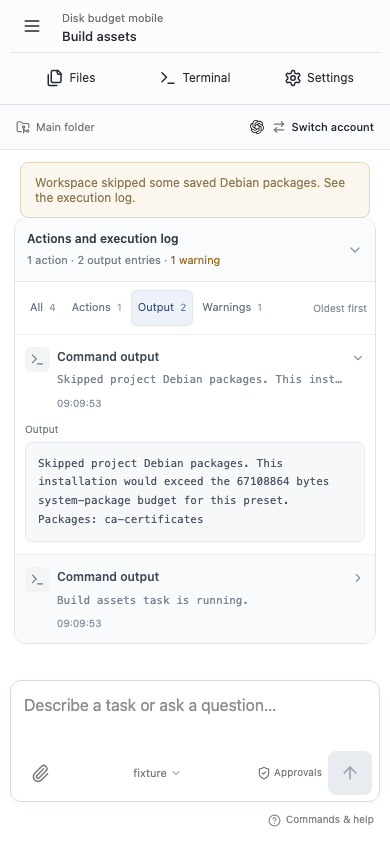 Disk budget mobile
Build assets
Files
Terminal
Settings
Main folder
Switch account
Workspace skipped some saved Debian packages. See
the execution log.
Actions and execution log
1 action · 2 output entries · 1 warning
All 4
Actions 1
Output 2
Warnings 1
Oldest first
Command output
Skipped project Debian packages. This inst…
09:09:53
Output
Skipped project Debian packages. This
installation would exceed the 67108864 bytes
system-package budget for this preset.
Packages: ca-certificates
Command output
Build assets task is running.
09:09:53
Describe a task or ask a question...
fixture
Approvals
Commands & help